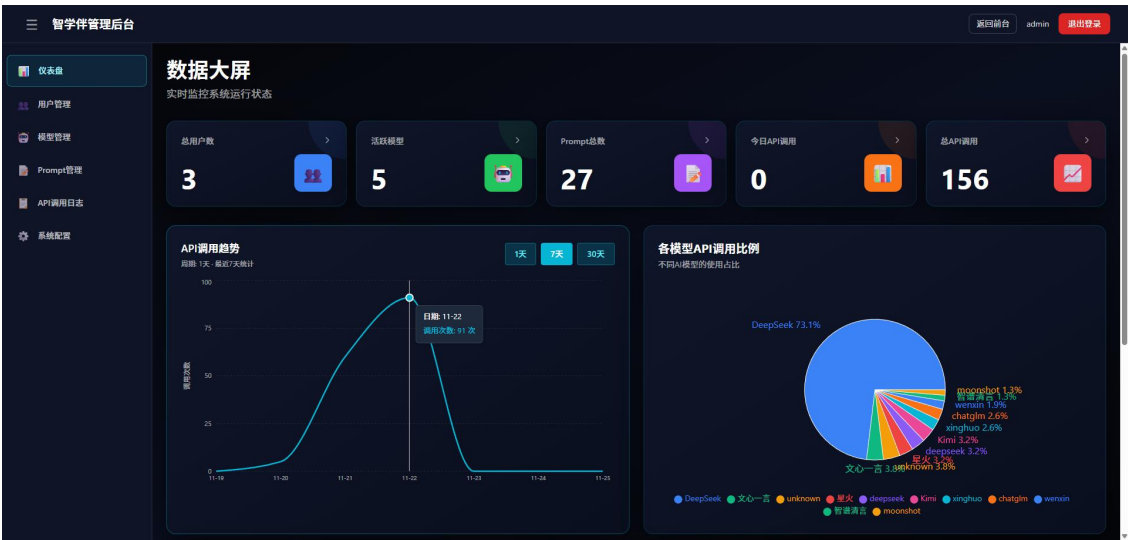 ☰ 智学伴管理后台
返回前台 admin 退出登录
仪表盘
用户管理
模型管理
Prompt管理
API调用日志
系统配置
数据大屏
实时监控系统运行状态
总用户数
3
活跃模型
5
Prompt总数
27
今日API调用
0
总API调用
156
API调用趋势
周期: 1天 · 最近7天统计
1天 7天 30天
100
75
50
25
0
调用次数
日期: 11-22
调用次数: 91 次
11-19 11-20 11-21 11-22 11-23 11-24 11-25
各模型API调用比例
不同AI模型的使用占比
DeepSeek 73.1%
moonshot 1.3%
智谱清言 1.3%
wenxin 1.9%
chatglm 2.6%
xinghuo 2.6%
Kimi 3.2%
deepseek 3.2%
星火 3.2%
unknown 3.8%
文心一言 3.8%
DeepSeek 文心一言 unknown 星火 deepseek Kimi xinghuo chatglm wenxin
智谱清言 moonshot